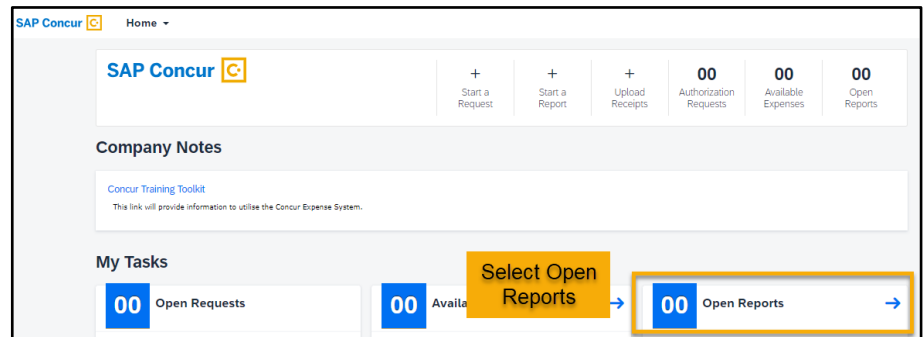 SAP Concur C Home
SAP Concur C
+ + + 00 00 00
Start a Request
Start a Report
Upload Receipts
Authorization Requests
Available Expenses
Open Reports
Company Notes
Concur Training Toolkit
This link will provide information to utilise the Concur Expense System.
My Tasks
Select Open
Reports
00 Open Requests
00 Availa
00 Open Reports